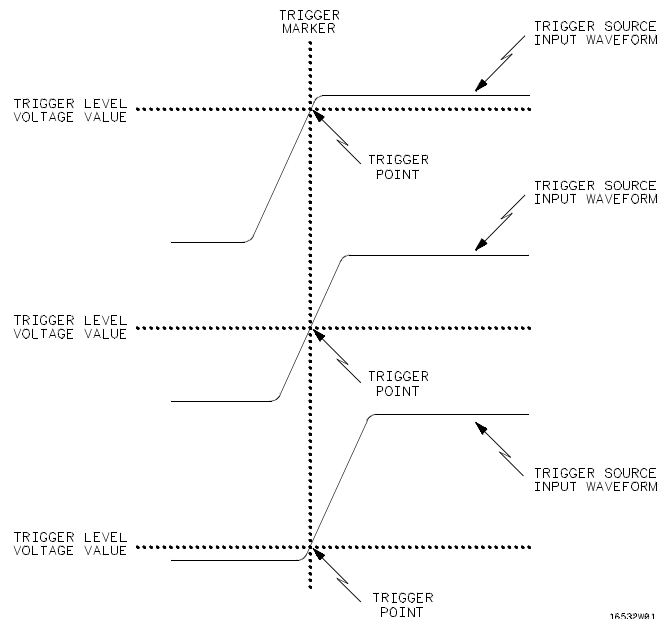 TRIGGER
MARKER
TRIGGER SOURCE
INPUT WAVEFORM
TRIGGER LEVEL
VOLTAGE VALUE
TRIGGER
POINT
TRIGGER SOURCE
INPUT WAVEFORM
TRIGGER LEVEL
VOLTAGE VALUE
TRIGGER
POINT
TRIGGER SOURCE
INPUT WAVEFORM
TRIGGER LEVEL
VOLTAGE VALUE
TRIGGER
POINT
16532W01